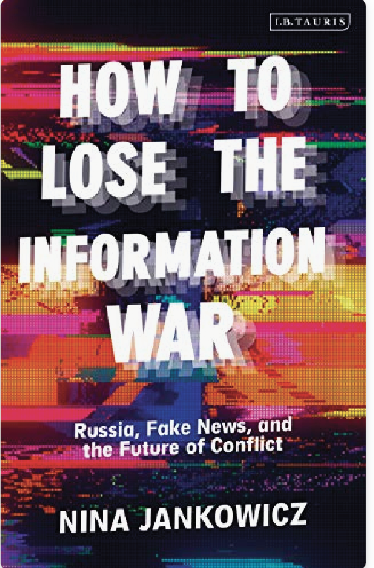 I.B.TAURIS
HOW TO
LOSE THE
INFORMATION
WAR
Russia, Fake News, and
the Future of Conflict
NINA JANKOWICZ